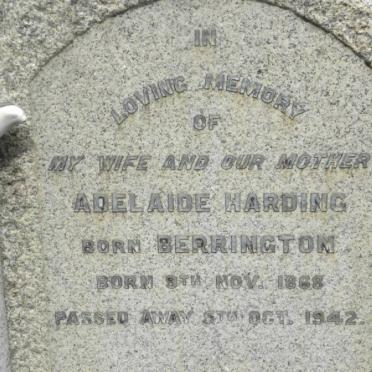 IN
LOVING MEMORY
OF
MY WIFE AND OUR MOTHER
ADELAIDE HARDING
BORN BERRINGTON
BORN 8TH NOV. 1868
PASSED AWAY 5TH OCT. 1942.